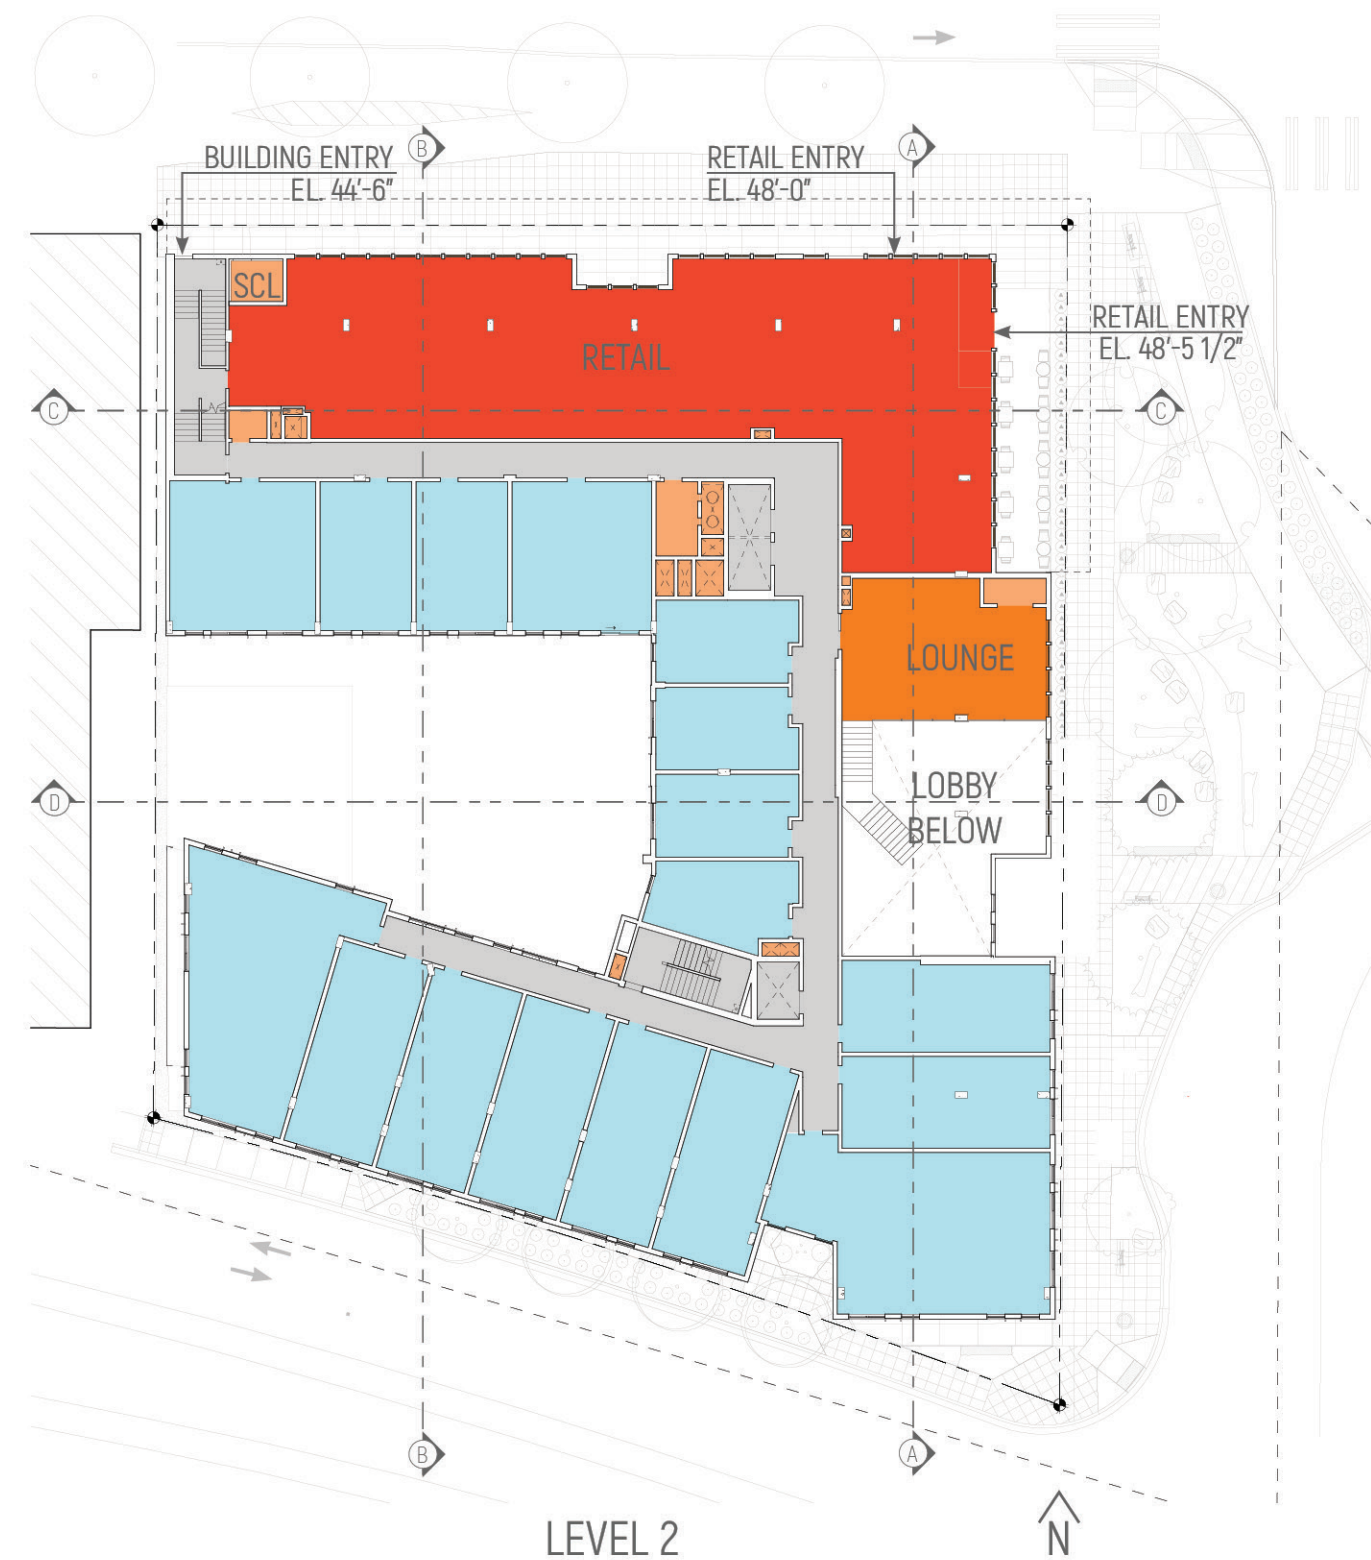 BUILDING ENTRY
EL. 44'-6"
B
RETAIL ENTRY
EL. 48'-0"
A
SCL
RETAIL
RETAIL ENTRY
EL. 48'-5 1/2"
C
C
LOUNGE
LOBBY
BELOW
D
D
B
A
LEVEL 2
N